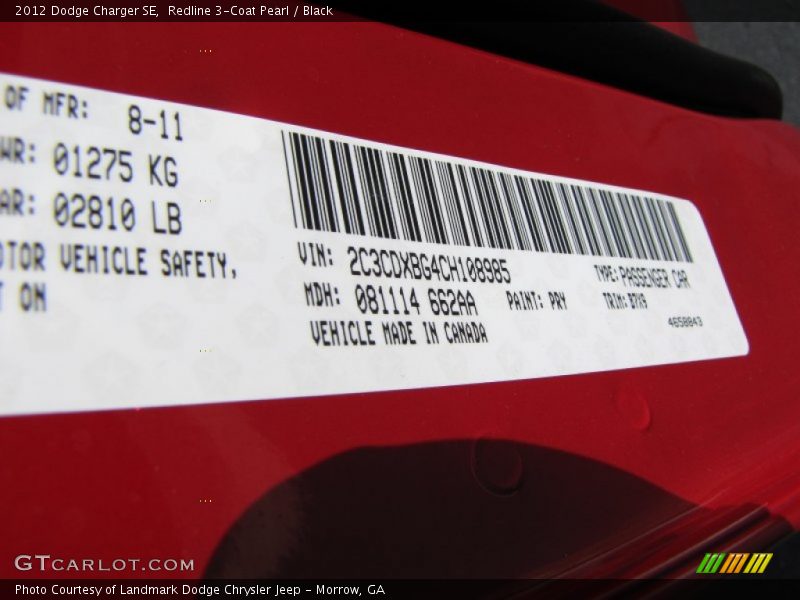 2012 Dodge Charger SE,  Redline 3-Coat Pearl / Black
OF MFR: 8-11
WR: 01275 KG
AR: 02810 LB
OTOR VEHICLE SAFETY,
T ON
VIN: 2C3CDXBG4CH108985
TYPE: PASSENGER CAR
MDH: 081114 662AA
PAINT: PRY
TRIM: B7X9
VEHICLE MADE IN CANADA
4658843
GTCARLOT.COM
Photo Courtesy of Landmark Dodge Chrysler Jeep - Morrow, GA